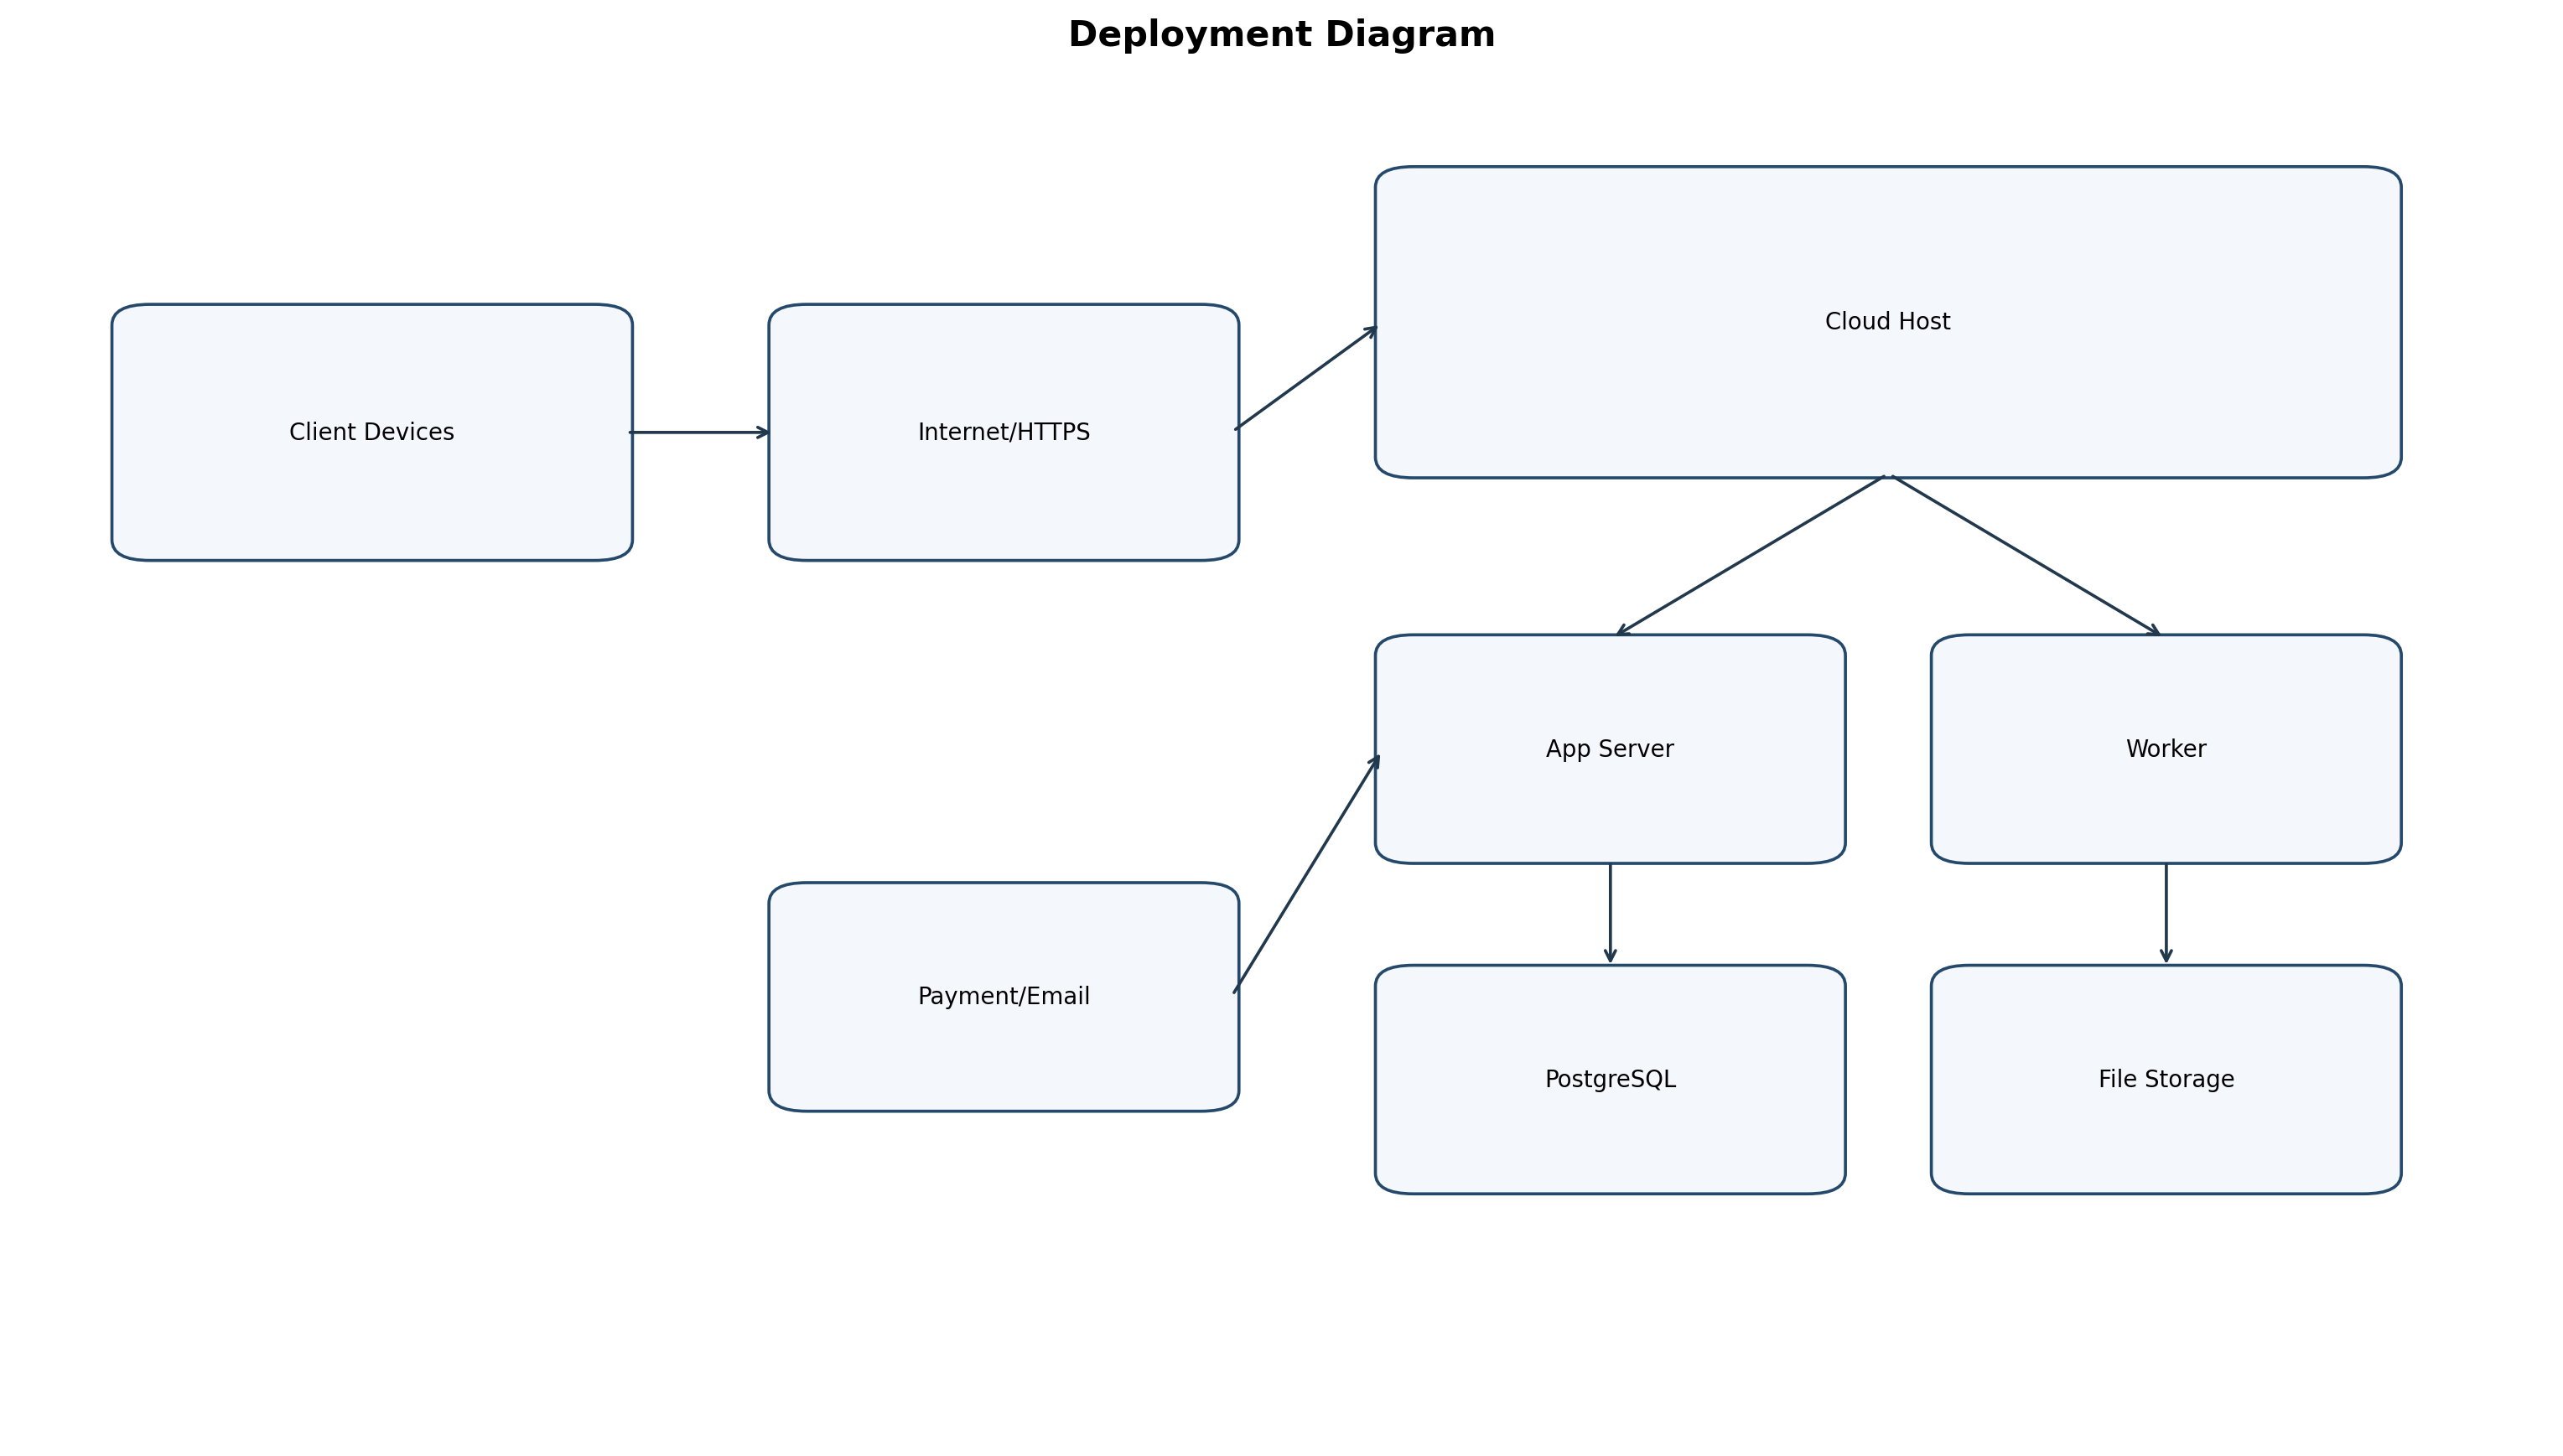 Deployment Diagram
Cloud Host
Client Devices
Internet/HTTPS
App Server
Worker
Payment/Email
PostgreSQL
File Storage